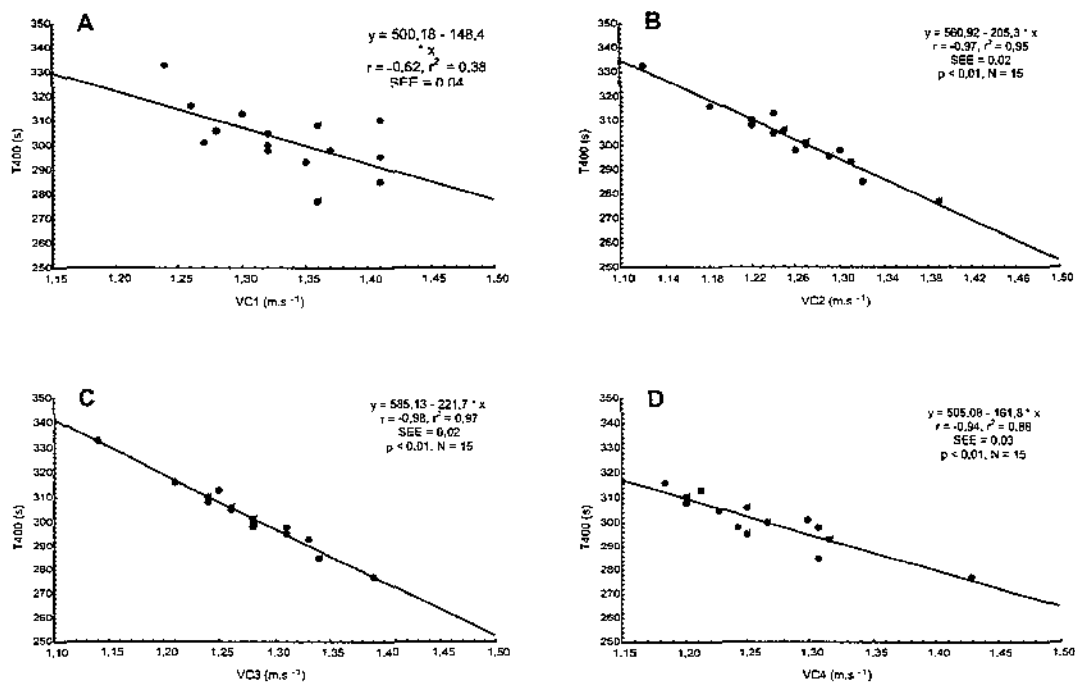 A
y = 500,18 - 148,4
* x
r = -0,62, r² = 0,38
SEE = 0,04
350
340
330
320
310
300
290
280
270
260
250
T400 (s)
1,15 1,20 1,25 1,30 1,35 1,40 1,50
VC1 (m.s⁻¹)
B
y = 560,92 - 205,3 * x
r = -0,97, r² = 0,95
SEE = 0,02
p < 0,01, N = 15
350
340
330
320
310
300
290
280
270
260
250
T400 (s)
1,10 1,14 1,18 1,22 1,26 1,30 1,34 1,38 1,42 1,46 1,50
VC2 (m.s⁻¹)
C
y = 585,13 - 221,7 * x
r = -0,98, r² = 0,97
SEE = 0,02
p < 0,01, N = 15
350
340
330
320
310
300
290
280
270
260
250
T400 (s)
1,10 1,15 1,20 1,25 1,30 1,35 1,40 1,50
VC3 (m.s⁻¹)
D
y = 505,08 - 161,8 * x
r = -0,94, r² = 0,88
SEE = 0,03
p < 0,01, N = 15
350
340
330
320
310
300
290
280
270
260
250
T400 (s)
1,15 1,20 1,25 1,30 1,35 1,40 1,50
VC4 (m.s⁻¹)